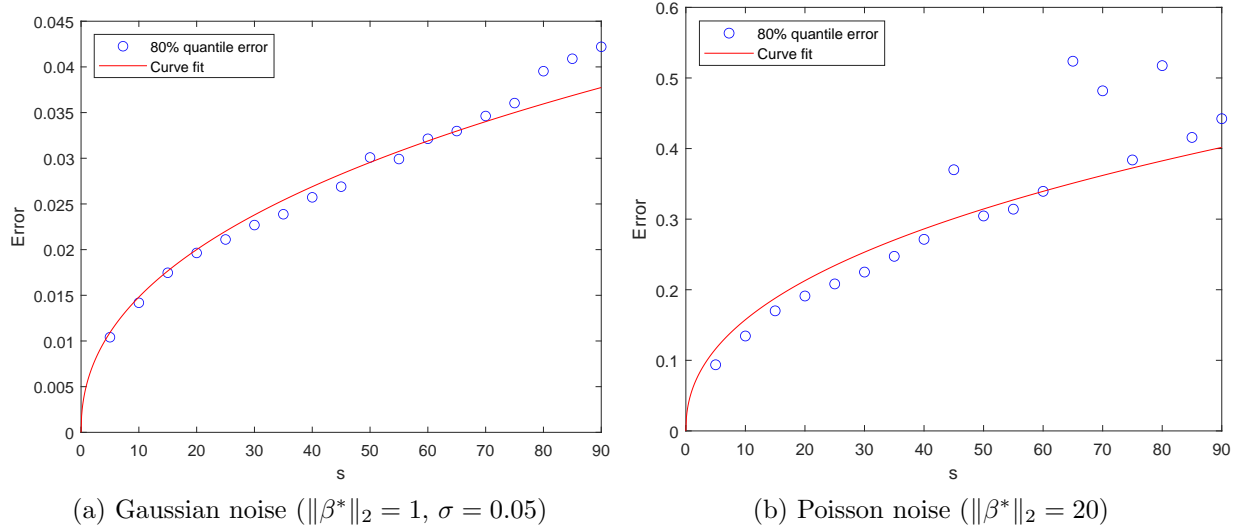 0.045
0.04
0.035
0.03
0.025
0.02
0.015
0.01
0.005
0
Error
80% quantile error
Curve fit
0 10 20 30 40 50 60 70 80 90
s
(a) Gaussian noise (‖β*‖₂ = 1, σ = 0.05)
0.6
0.5
0.4
0.3
0.2
0.1
0
Error
80% quantile error
Curve fit
0 10 20 30 40 50 60 70 80 90
s
(b) Poisson noise (‖β*‖₂ = 20)